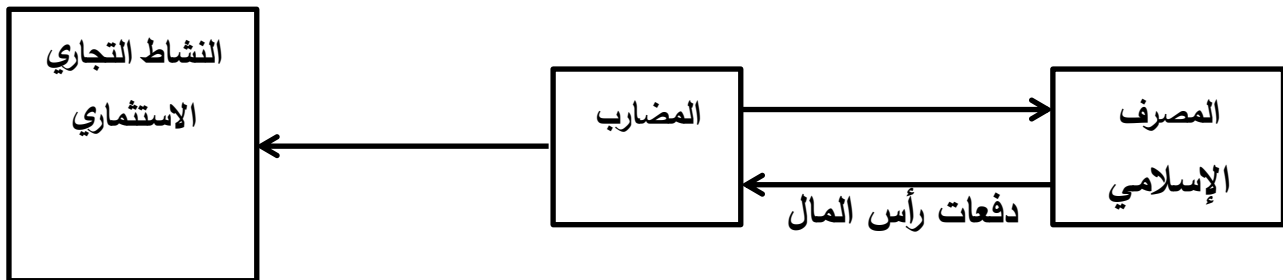 المصرف
الإسلامي
دفعات رأس المال
المضارب
النشاط التجاري
الاستثماري